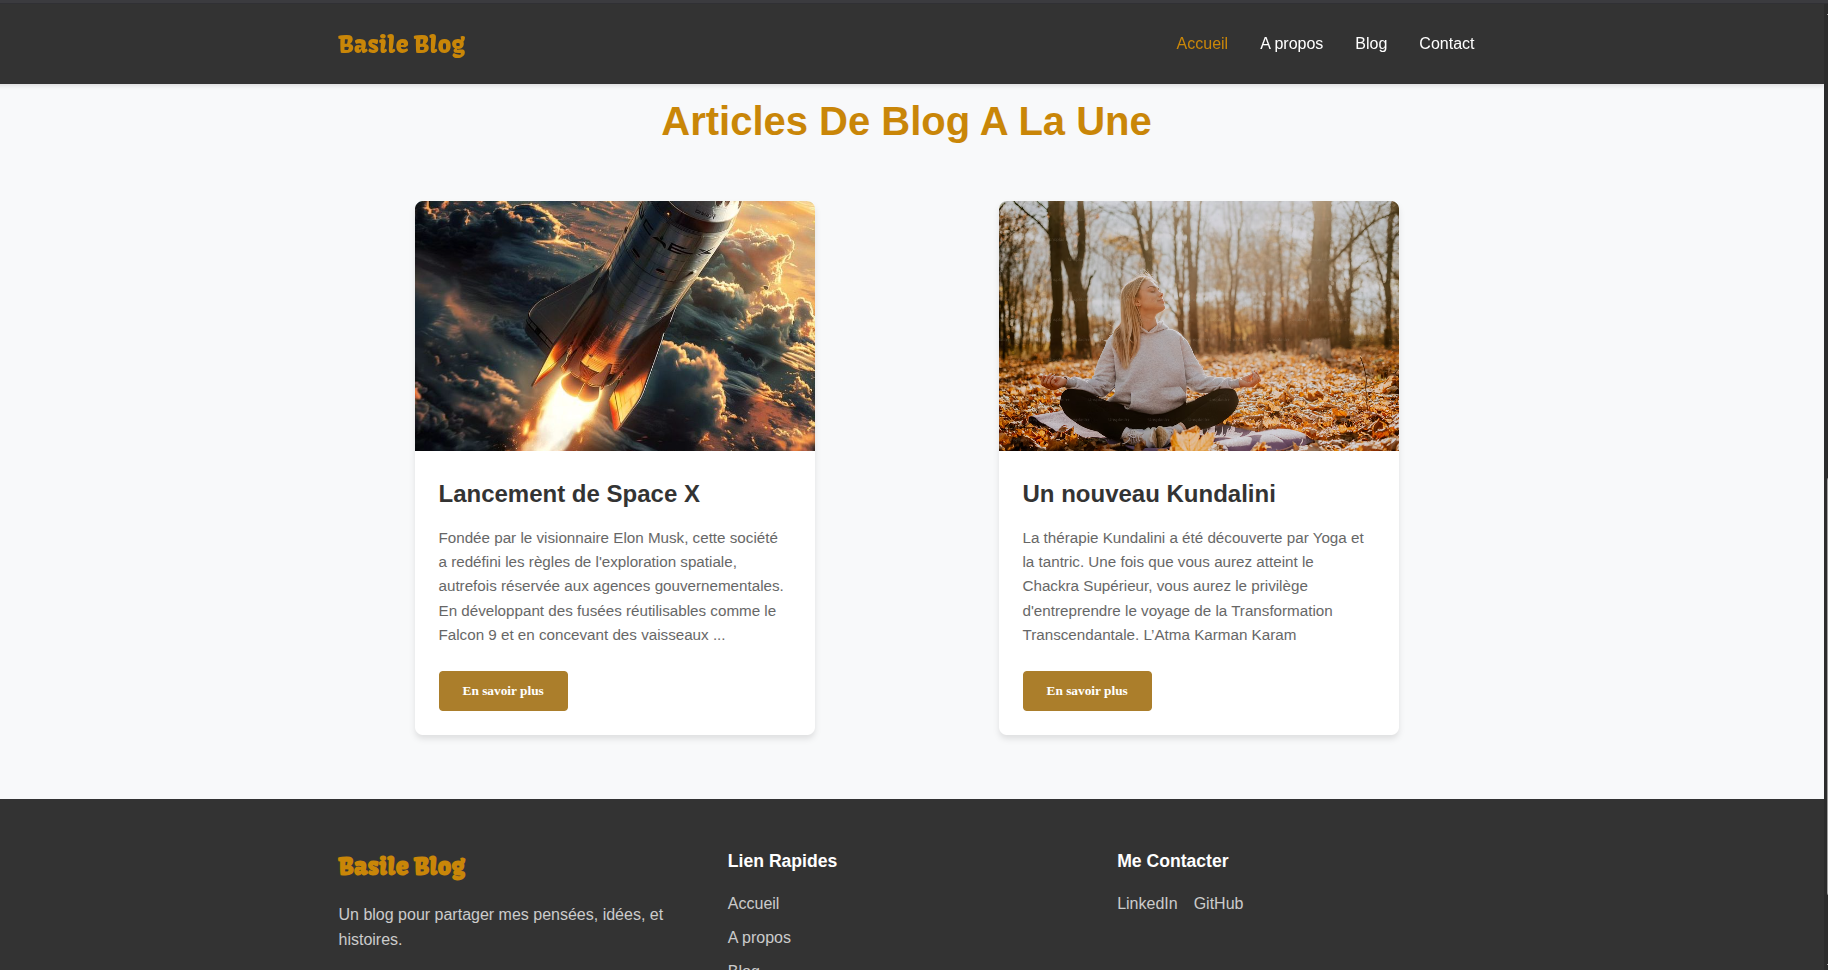 Basile Blog
Accueil A propos Blog Contact
Articles De Blog A La Une
Lancement de Space X
Fondée par le visionnaire Elon Musk, cette société
a redéfini les règles de l'exploration spatiale,
autrefois réservée aux agences gouvernementales.
En développant des fusées réutilisables comme le
Falcon 9 et en concevant des vaisseaux ...
En savoir plus
Un nouveau Kundalini
La thérapie Kundalini a été découverte par Yoga et
la tantric. Une fois que vous aurez atteint le
Chackra Supérieur, vous aurez le privilège
d'entreprendre le voyage de la Transformation
Transcendantale. L’Atma Karman Karam
En savoir plus
Basile Blog
Un blog pour partager mes pensées, idées, et
histoires.
Lien Rapides
Accueil
A propos
Blog
Me Contacter
LinkedIn GitHub